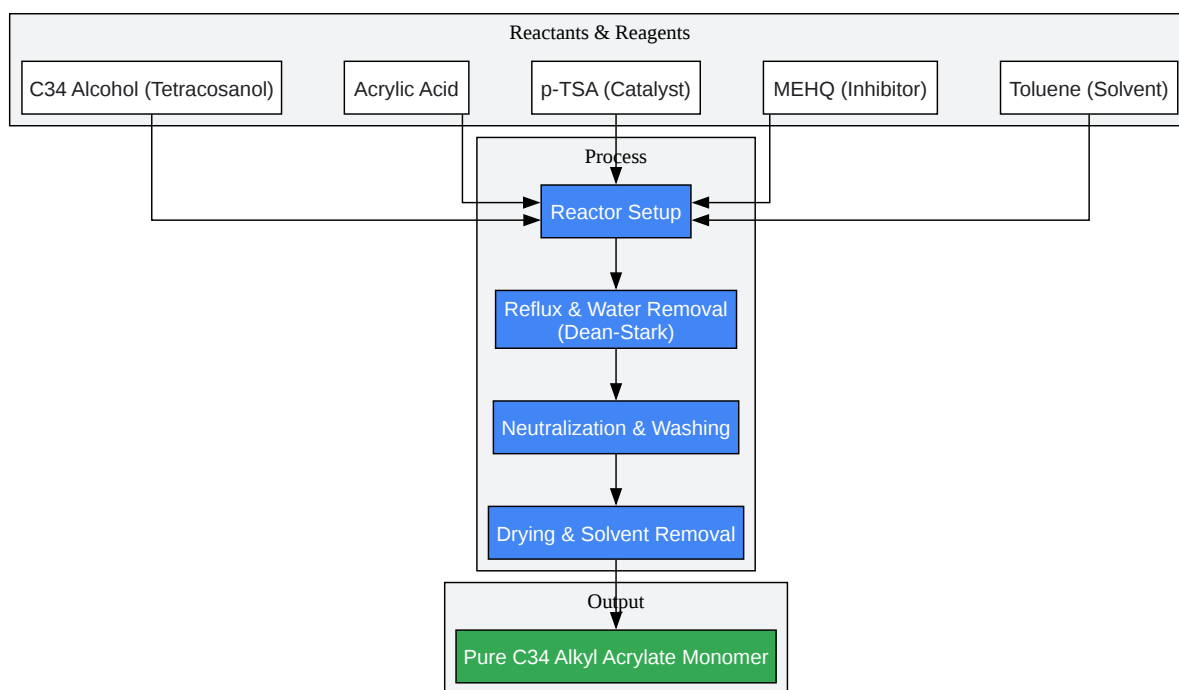 Reactants & Reagents
C34 Alcohol (Tetracosanol)
Acrylic Acid
p-TSA (Catalyst)
MEHQ (Inhibitor)
Toluene (Solvent)
Process
Reactor Setup
Reflux & Water Removal
(Dean-Stark)
Neutralization & Washing
Drying & Solvent Removal
Output
Pure C34 Alkyl Acrylate Monomer